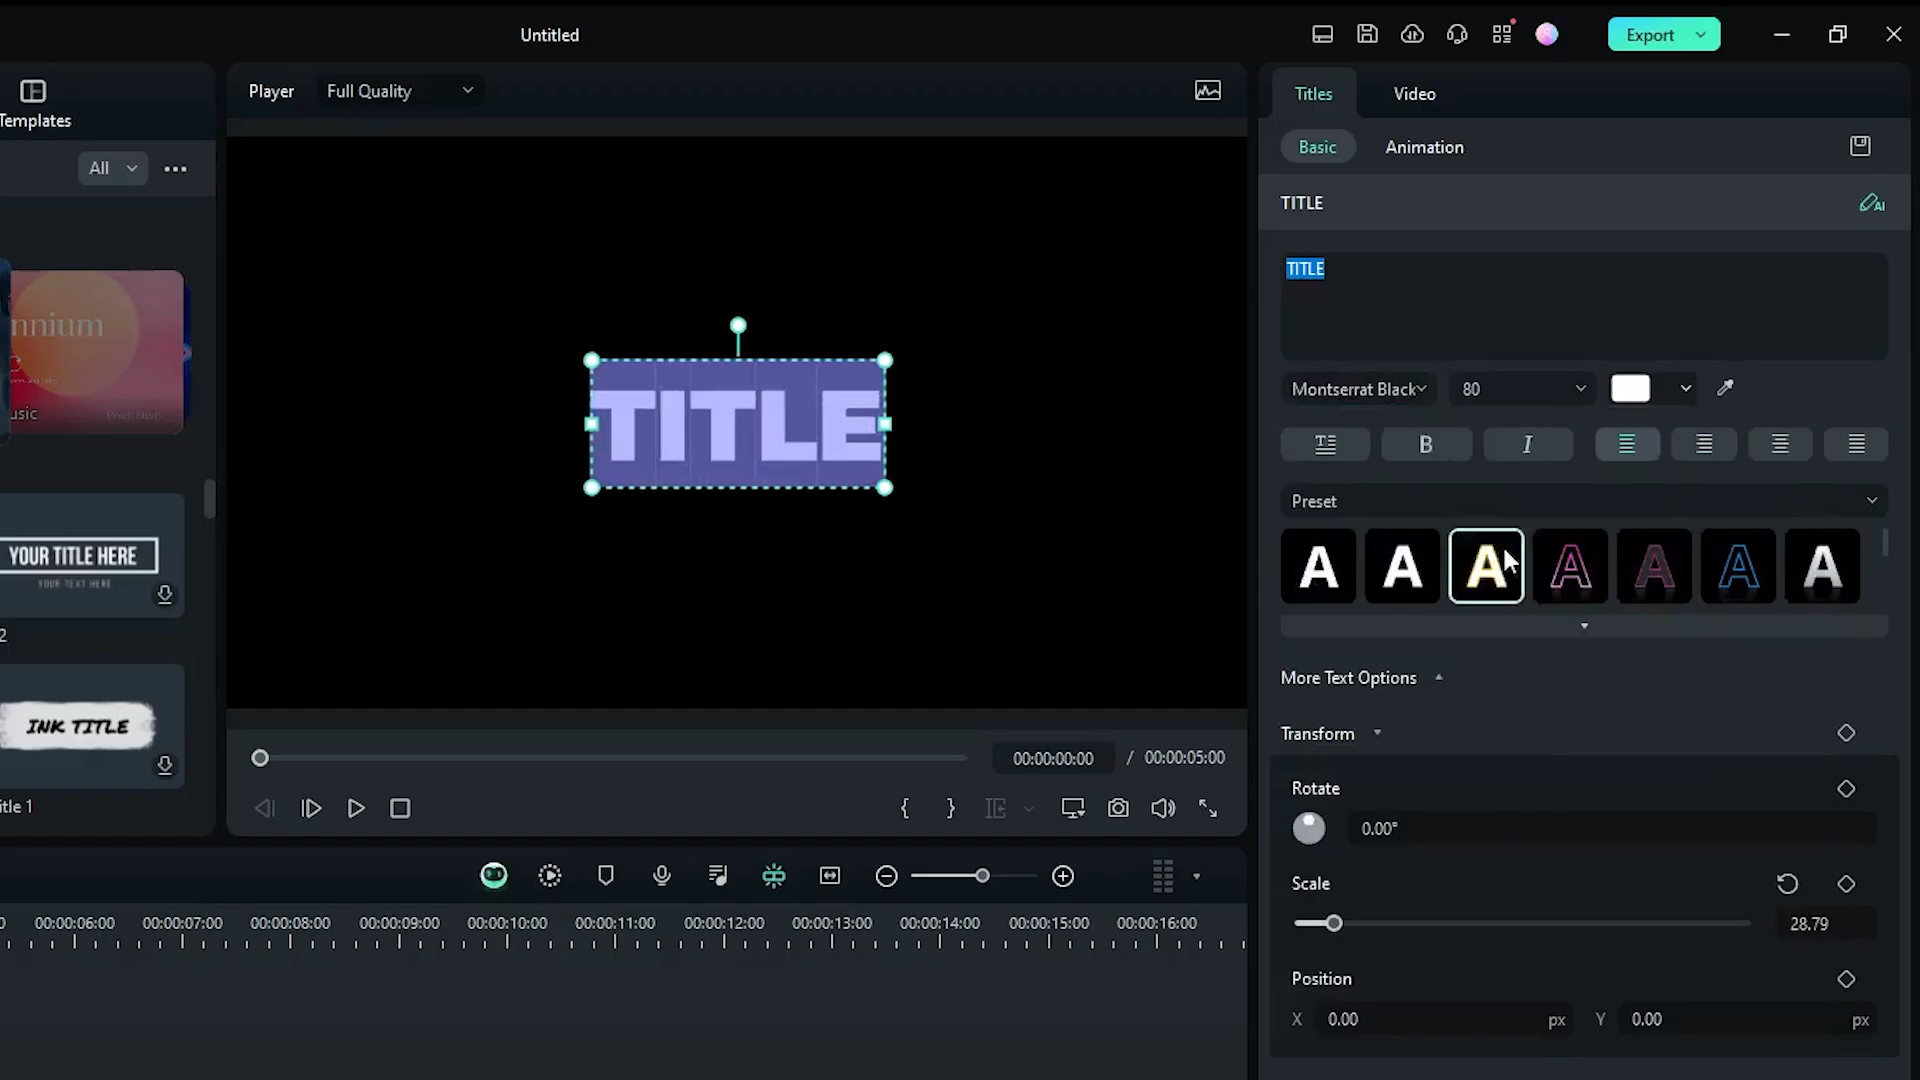 Untitled
Export
Templates
All
nnium
usic
YOUR TITLE HERE
YOUR TEXT HERE
2
INK TITLE
itle 1
Player
Full Quality
TITLE
00:00:00:00 / 00:00:05:00
Titles
Video
Basic
Animation
TITLE
AI
TITLE
Montserrat Black
80
B
I
Preset
A A A A A A A
More Text Options
Transform
Rotate
0.00°
Scale
28.79
Position
X 0.00 px Y 0.00 px
0 00:00:06:00 00:00:07:00 00:00:08:00 00:00:09:00 00:00:10:00 00:00:11:00 00:00:12:00 00:00:13:00 00:00:14:00 00:00:15:00 00:00:16:00